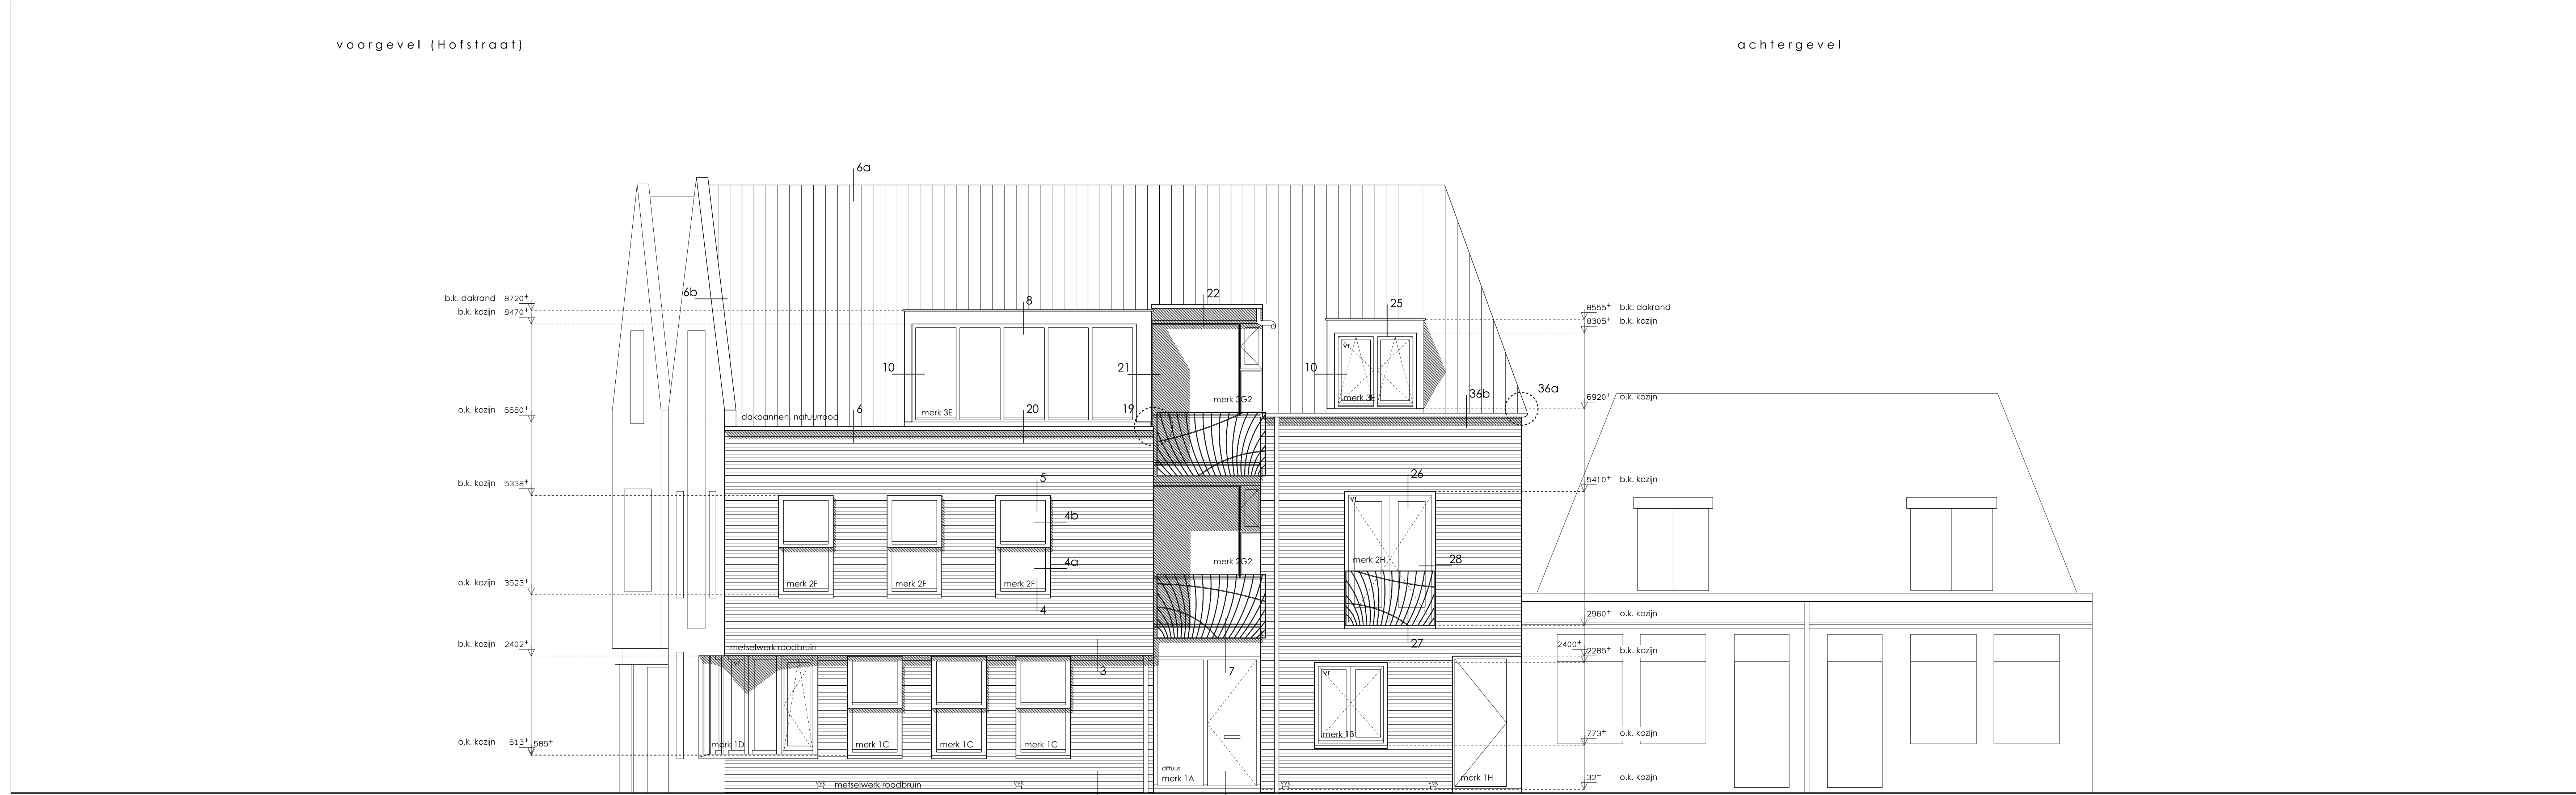 voorgevel (Hofstraat)
achtergevel
6a
6b
b.k. dakrand 8720+
b.k. kozijn 8470+
8
22
25
8555+ b.k. dakrand
8305+ b.k. kozijn
vr
10
21
10
36b
36a
o.k. kozijn 6680+
dakpannen, natuurrood
6
merk 3E
20
19
merk 3G2
6920+ o.k. kozijn
b.k. kozijn 5338+
5
4b
26
vr
5410+ b.k. kozijn
o.k. kozijn 3523+
merk 2F
merk 2F
merk 2F
4a
4
merk 2G2
merk 2H
28
2960+ o.k. kozijn
b.k. kozijn 2402+
metselwerk roodbruin
vr
3
7
27
vr
2400+
2285+ b.k. kozijn
o.k. kozijn 613+ 585+
merk 1D
merk 1C
merk 1C
merk 1C
diffuus
merk 1A
merk 1B
merk 1H
773+ o.k. kozijn
metselwerk roodbruin
32− o.k. kozijn